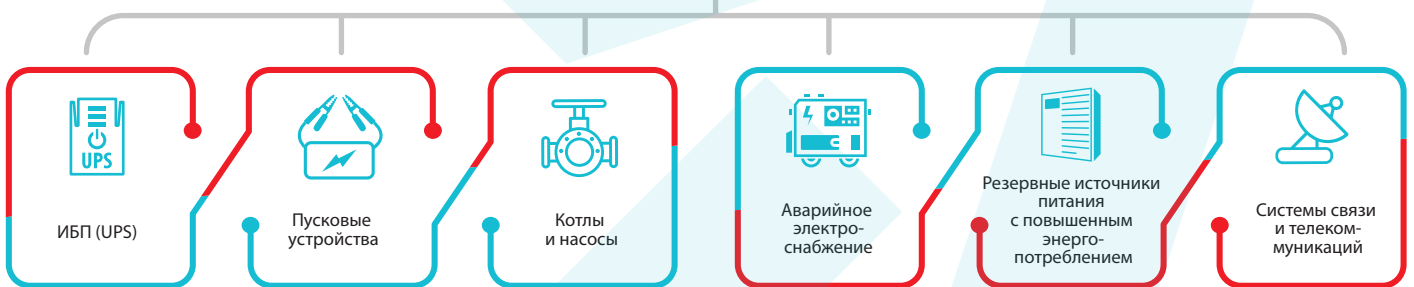 UPS
ИБП (UPS)
Пусковые
устройства
Котлы
и насосы
Аварийное
электро-
снабжение
Резервные источники
питания
с повышенным
энерго-
потреблением
Системы связи
и телеком-
муникаций